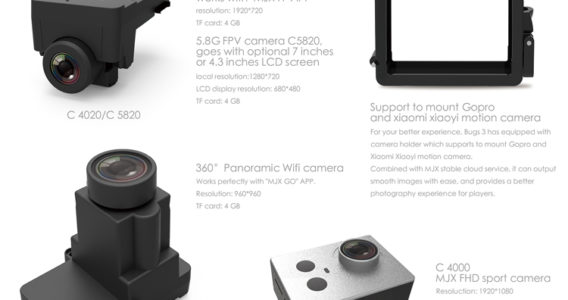 resolution: 1920*720
TF card: 4 GB
5.8G FPV camera C5820,
goes with optional 7 inches
or 4.3 inches LCD screen
local resolution:1280*720
LCD display resolution: 680*480
TF card: 4 GB
C 4020/C 5820
Support to mount Gopro
and xiaomi xiaoyi motion camera
For your better experience, Bugs 3 has equipped with
camera holder which supports to mount Gopro and
Xiaomi Xiaoyi motion camera.
Combined with MJX stable cloud service, it can output
smooth images with ease, and provides a better
photography experience for players.
360° Panoramic Wifi camera
Works perfectly with "MJX GO" APP.
Resolution: 960*960
TF card: 4 GB
C 4000
MJX FHD sport camera
Resolution: 1920*1080